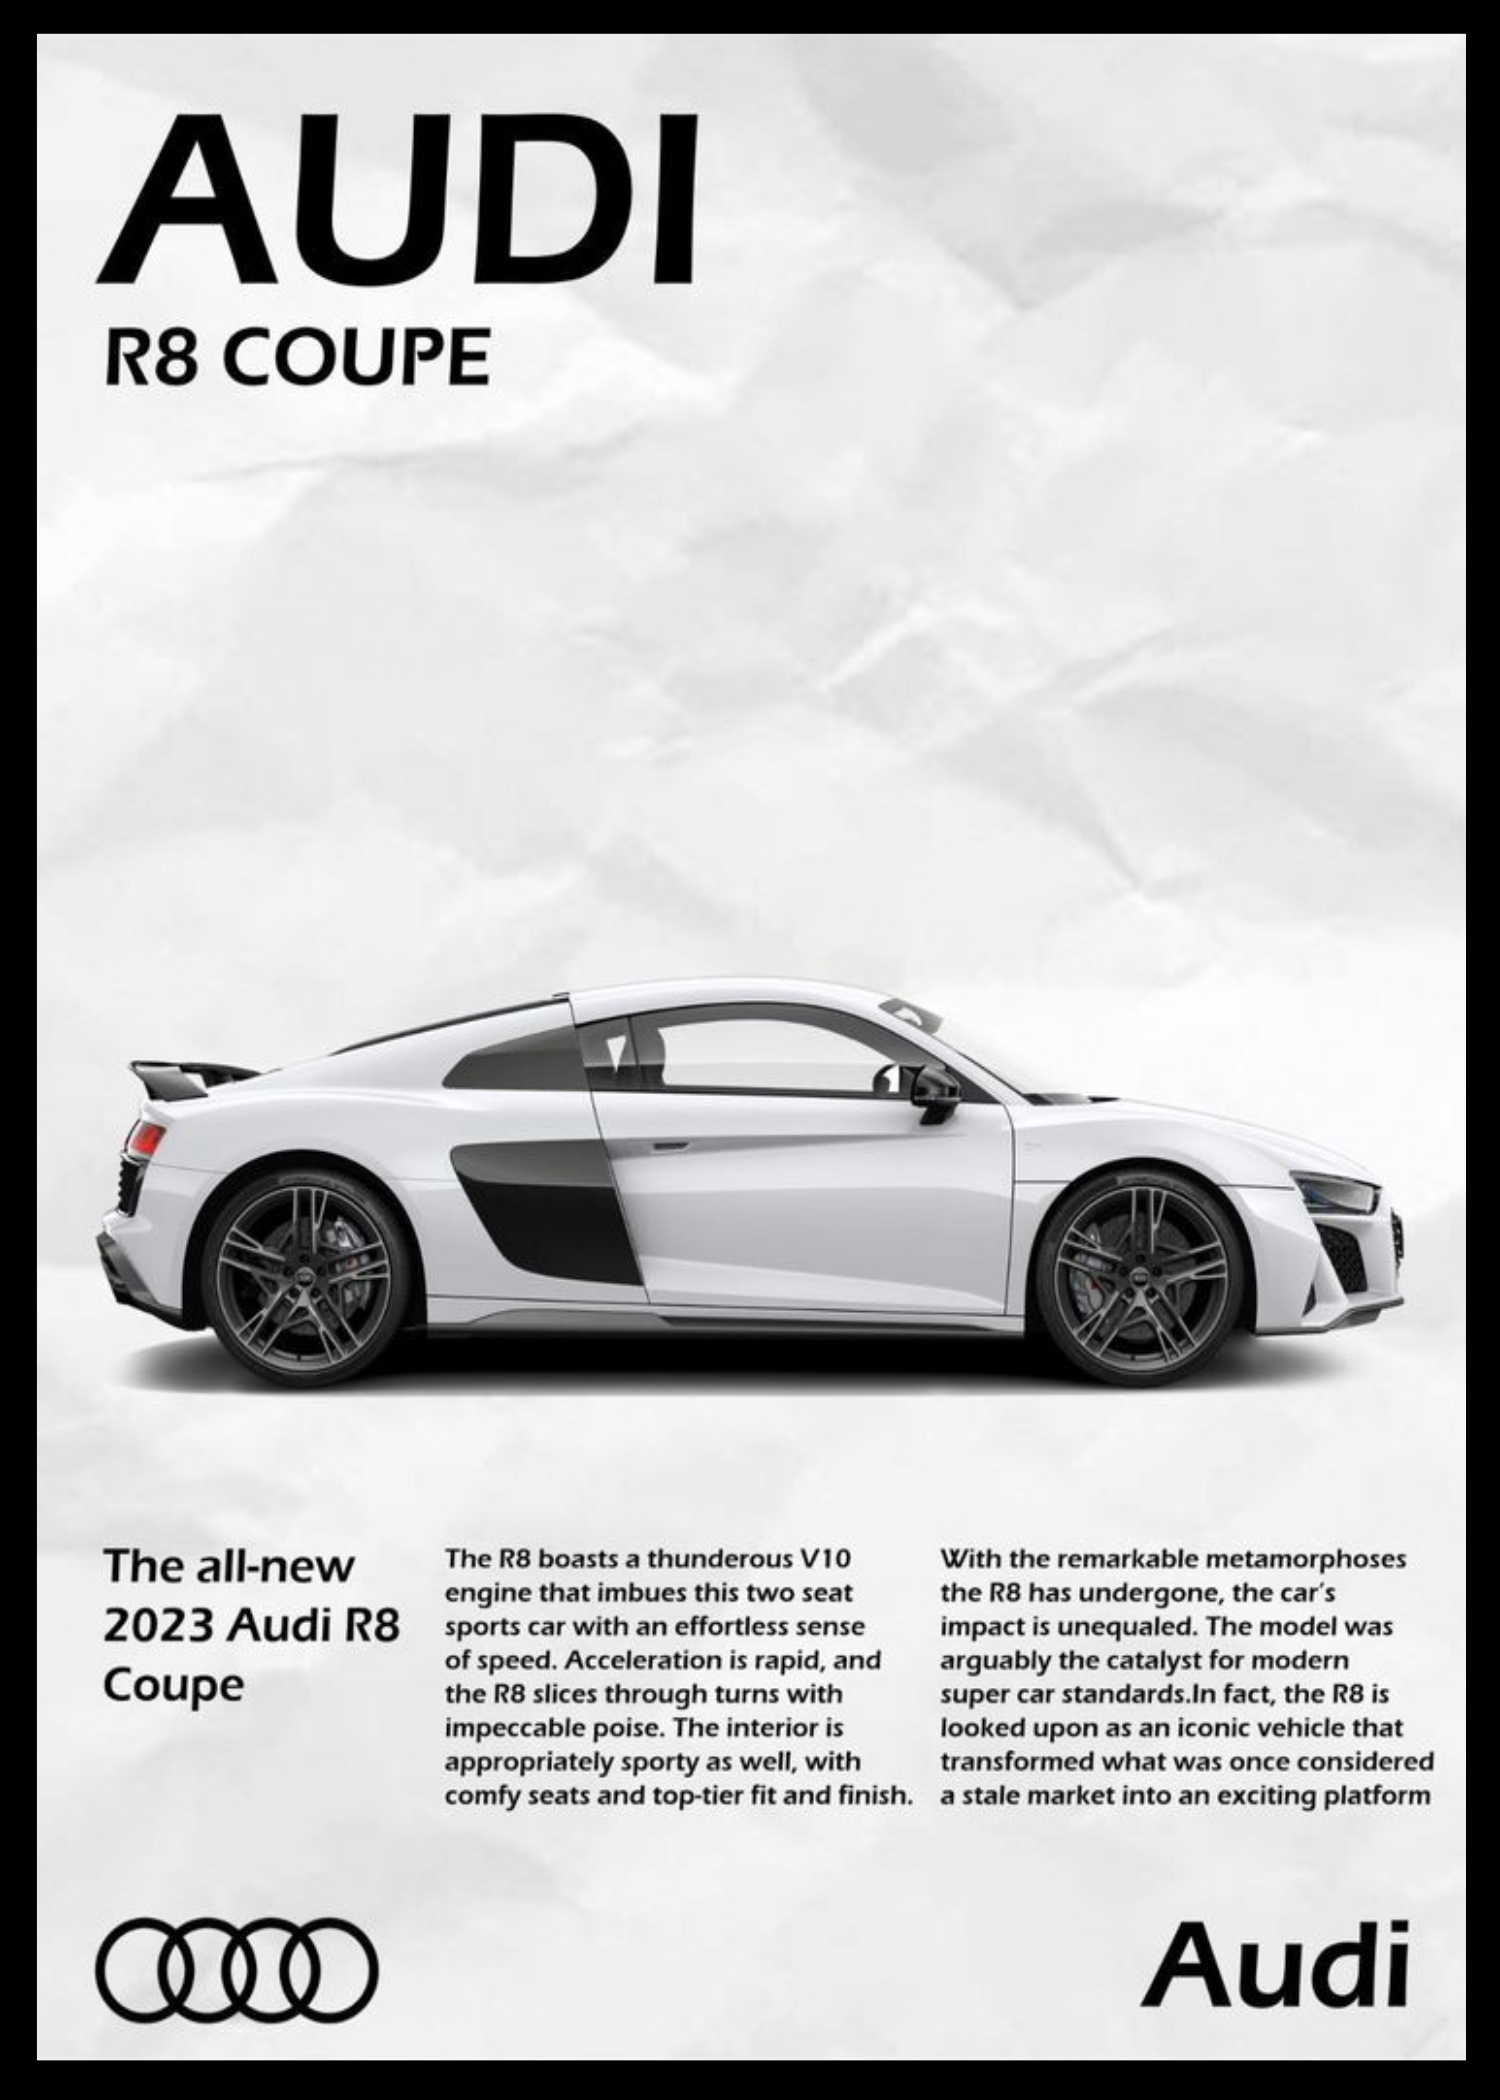 AUDI
R8 COUPE
The all-new
2023 Audi R8
Coupe
The R8 boasts a thunderous V10
engine that imbues this two seat
sports car with an effortless sense
of speed. Acceleration is rapid, and
the R8 slices through turns with
impeccable poise. The interior is
appropriately sporty as well, with
comfy seats and top-tier fit and finish.
With the remarkable metamorphoses
the R8 has undergone, the car's
impact is unequaled. The model was
arguably the catalyst for modern
super car standards.In fact, the R8 is
looked upon as an iconic vehicle that
transformed what was once considered
a stale market into an exciting platform
Audi